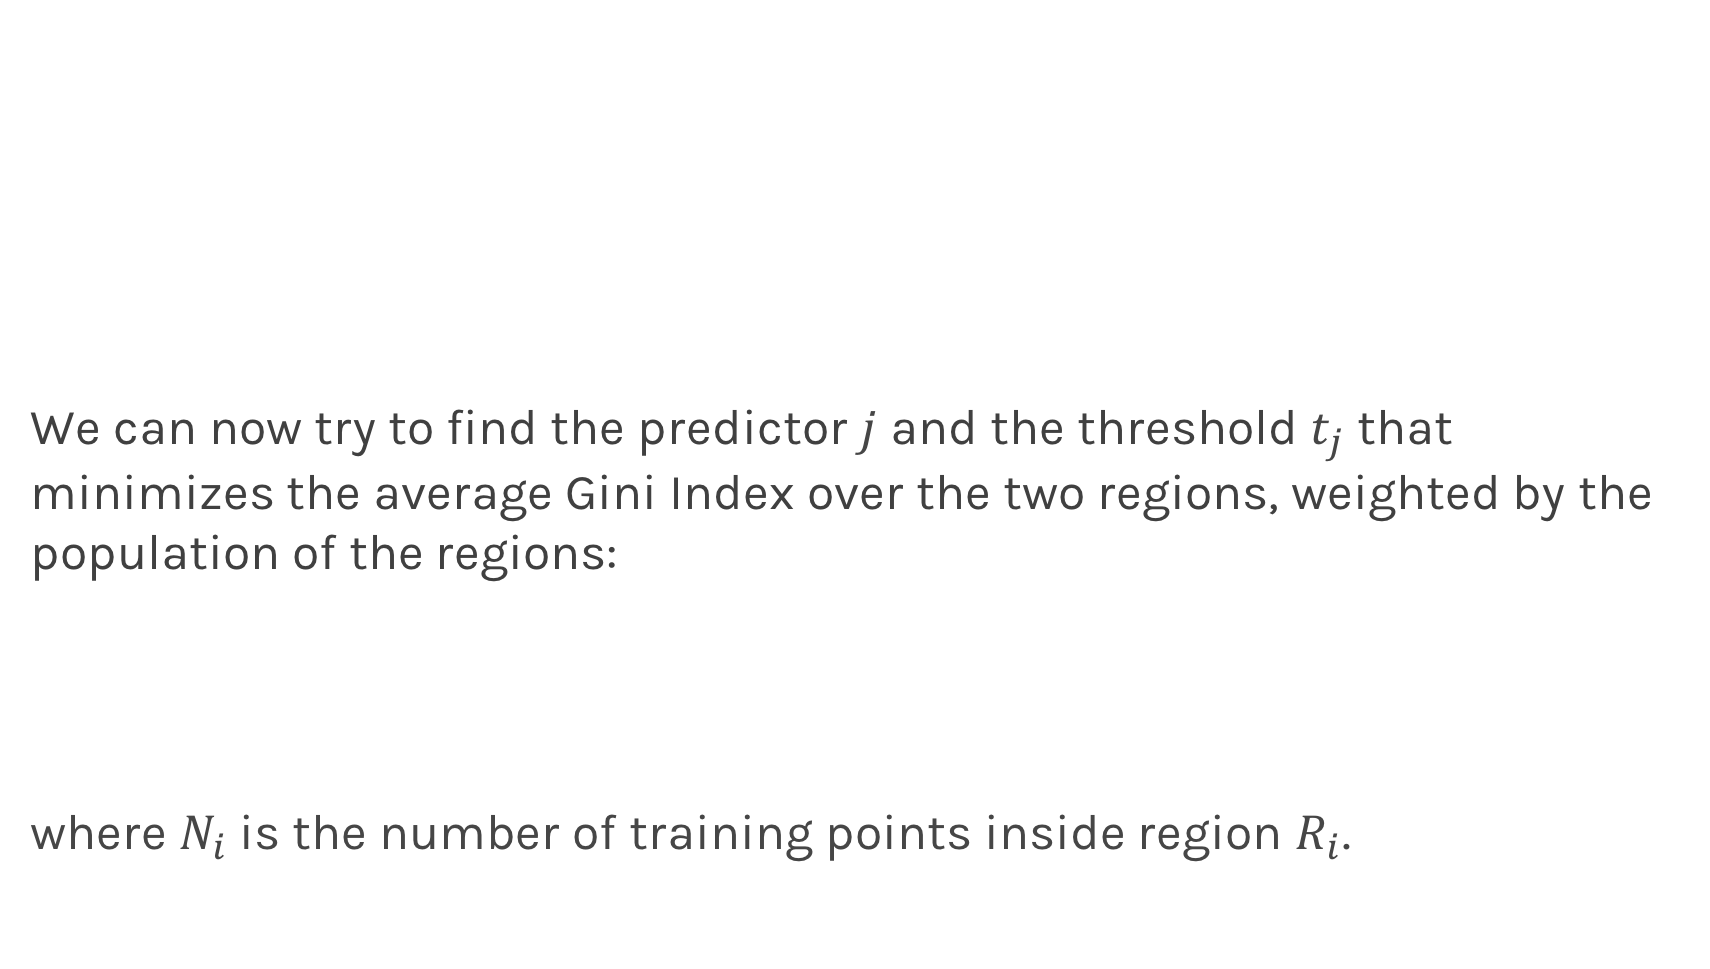 We can now try to find the predictor j and the threshold t_j that
minimizes the average Gini Index over the two regions, weighted by the
population of the regions:
where N_i is the number of training points inside region R_i.